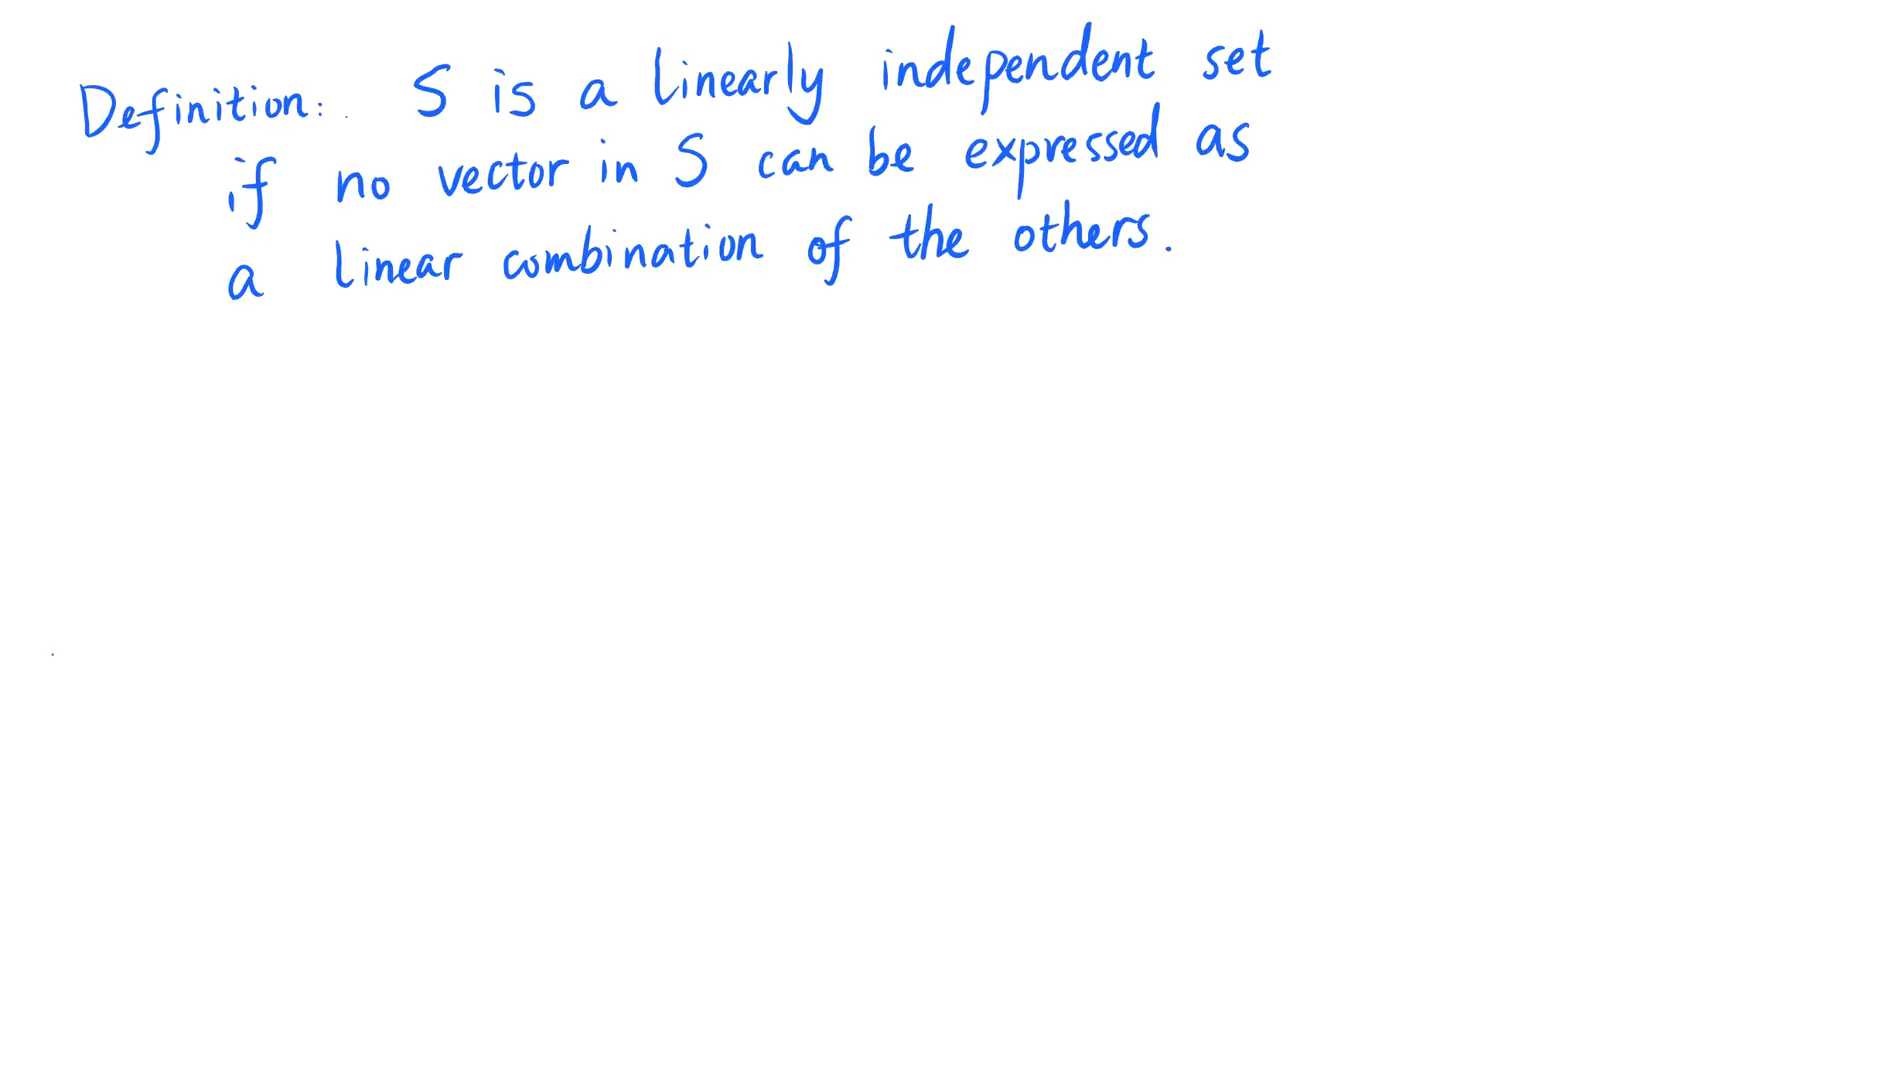 Definition: S is a linearly independent set
if no vector in S can be expressed as
a linear combination of the others.